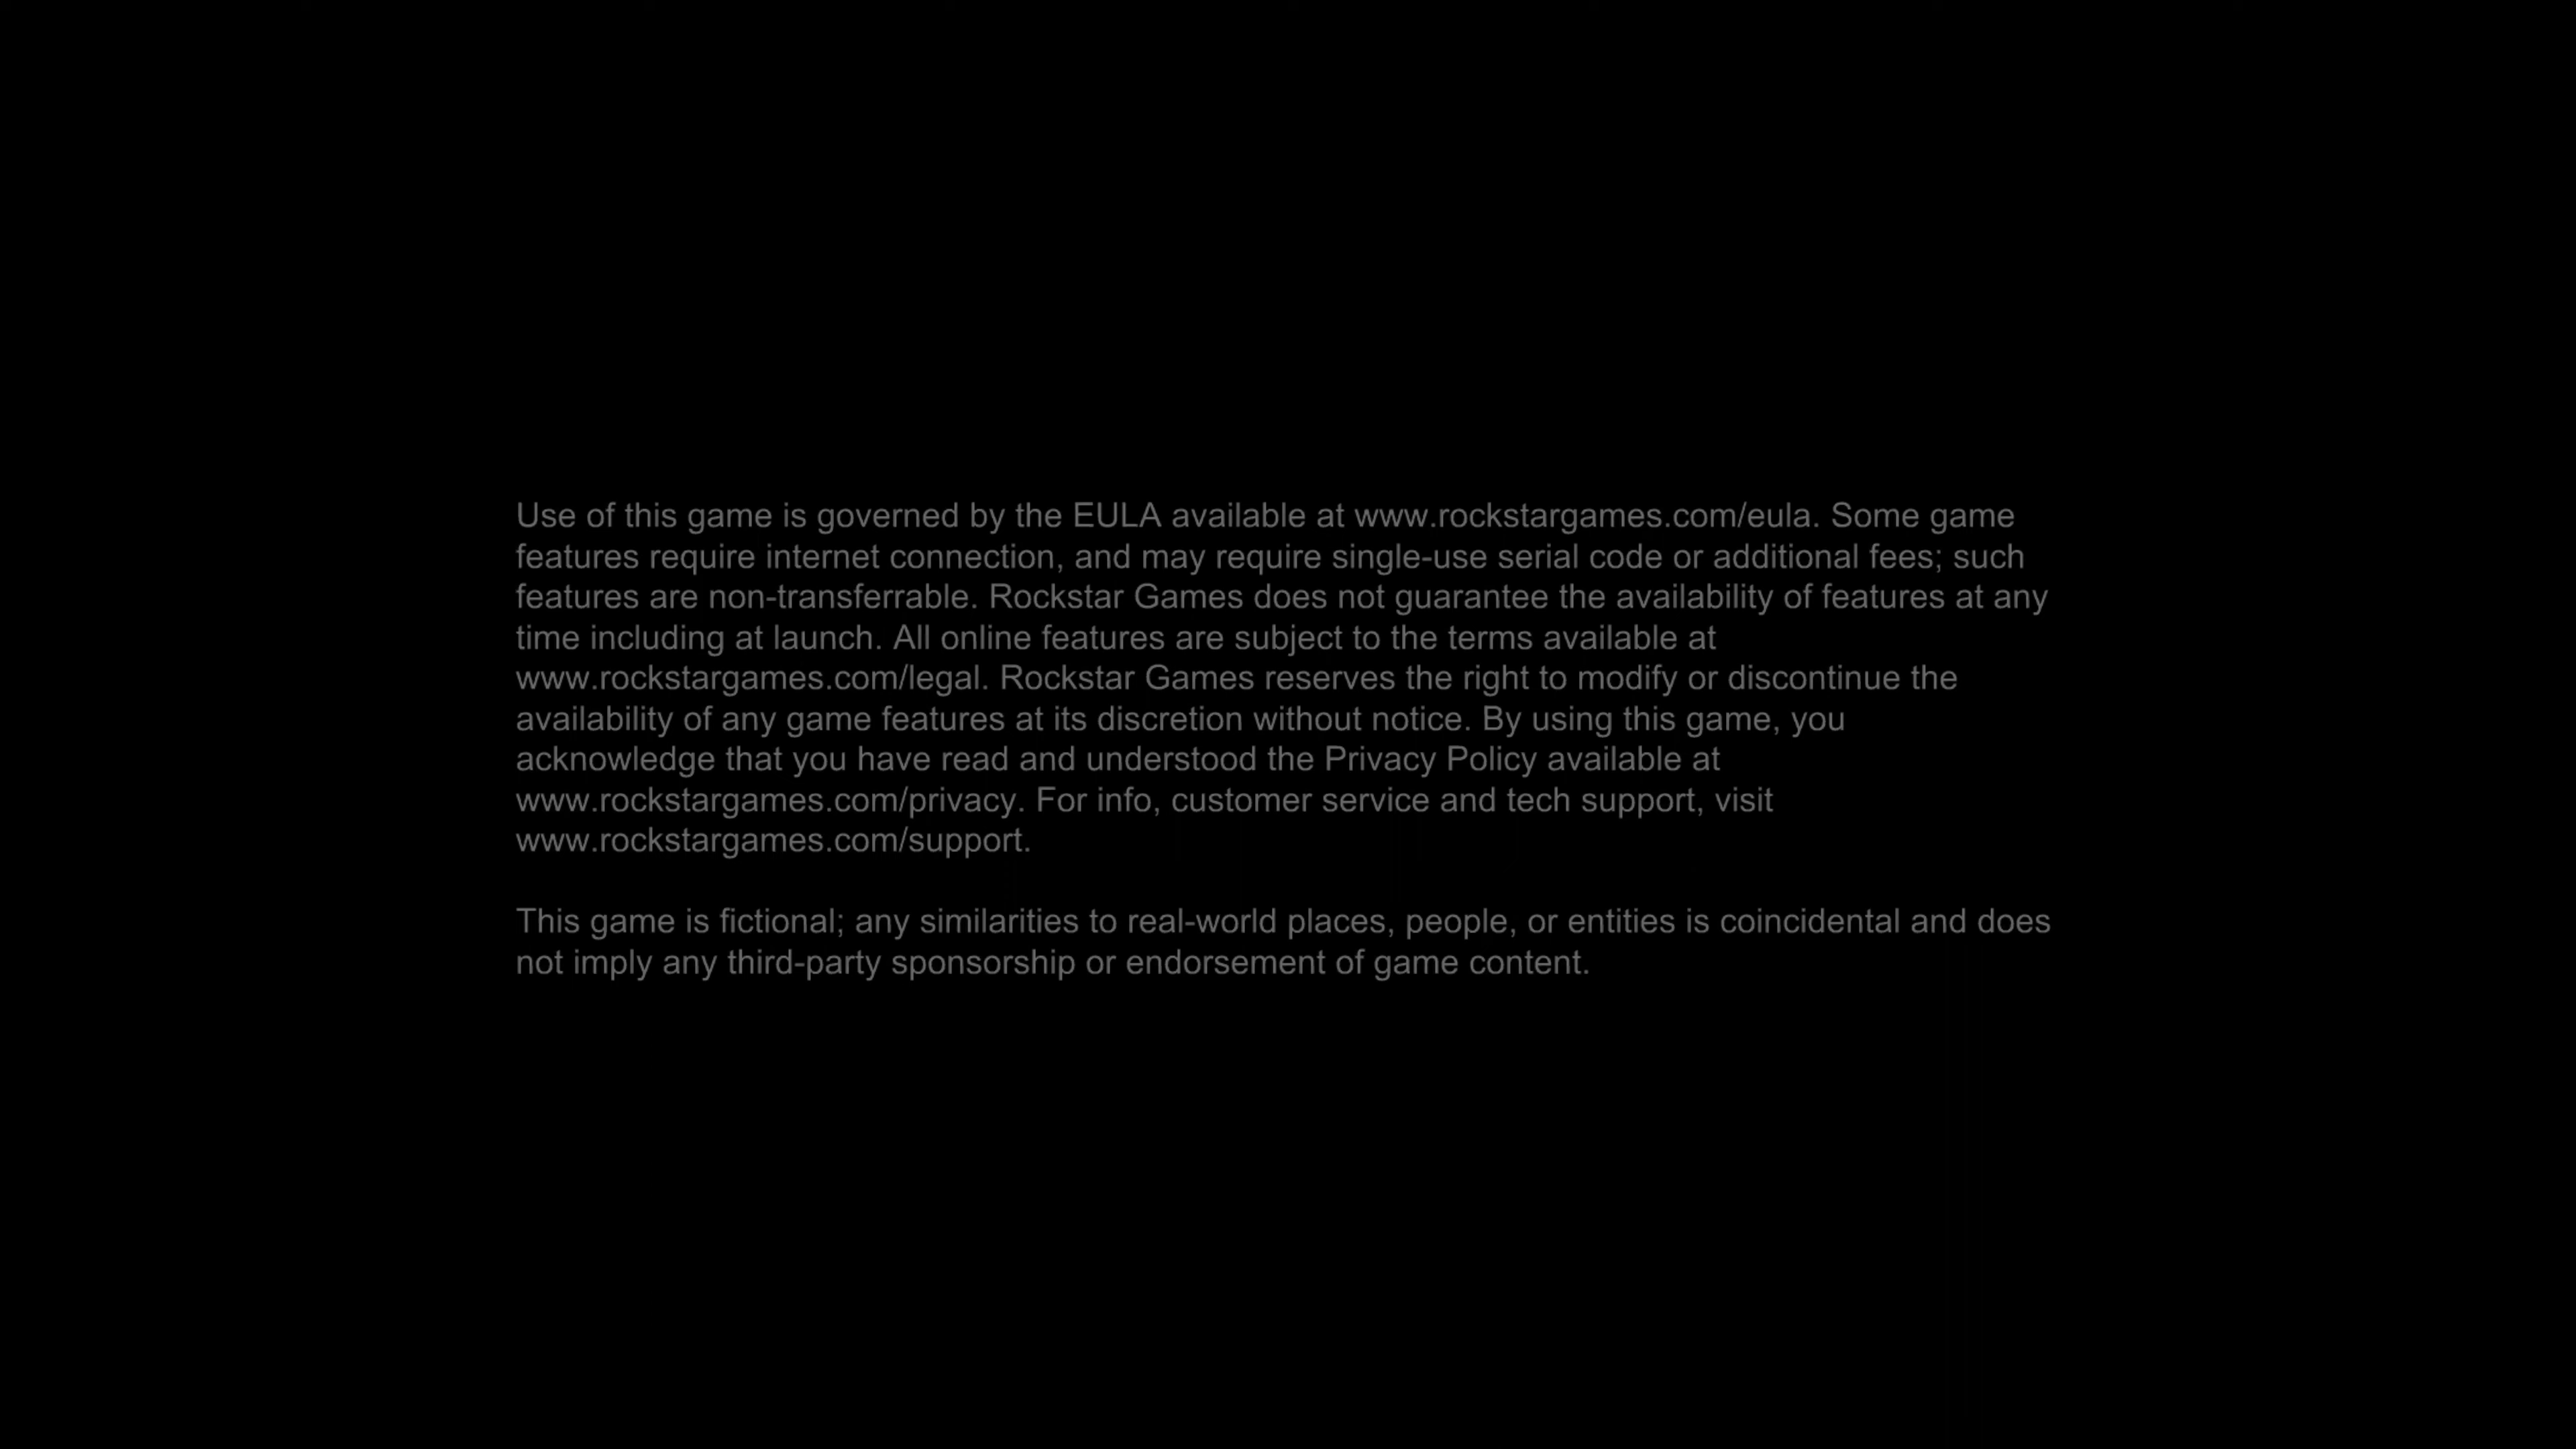 Use of this game is governed by the EULA available at www.rockstargames.com/eula. Some game
features require internet connection, and may require single-use serial code or additional fees; such
features are non-transferrable. Rockstar Games does not guarantee the availability of features at any
time including at launch. All online features are subject to the terms available at
www.rockstargames.com/legal. Rockstar Games reserves the right to modify or discontinue the
availability of any game features at its discretion without notice. By using this game, you
acknowledge that you have read and understood the Privacy Policy available at
www.rockstargames.com/privacy. For info, customer service and tech support, visit
www.rockstargames.com/support.
This game is fictional; any similarities to real-world places, people, or entities is coincidental and does
not imply any third-party sponsorship or endorsement of game content.